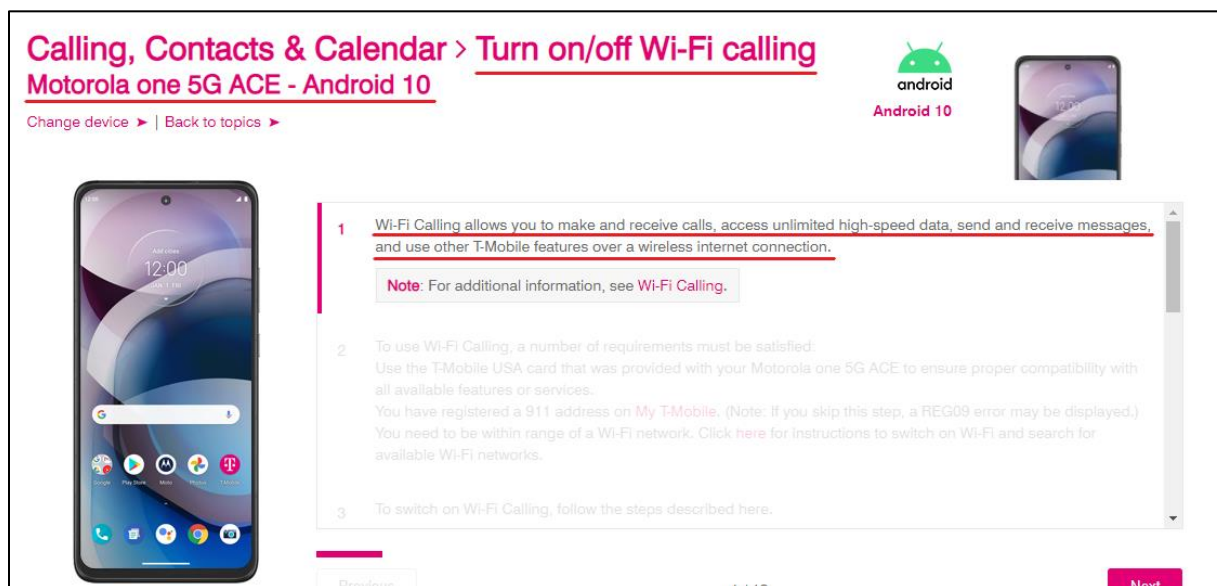 Calling, Contacts & Calendar > Turn on/off Wi-Fi calling
Motorola one 5G ACE - Android 10
Change device ➤ | Back to topics ➤
android
Android 10
12:00
12:00
1 Wi-Fi Calling allows you to make and receive calls, access unlimited high-speed data, send and receive messages,
and use other T-Mobile features over a wireless internet connection.
Note: For additional information, see Wi-Fi Calling.
2 To use Wi-Fi Calling, a number of requirements must be satisfied:
Use the T-Mobile USA card that was provided with your Motorola one 5G ACE to ensure proper compatibility with
all available features or services.
You have registered a 911 address on My T-Mobile. (Note: If you skip this step, a REG09 error may be displayed.)
You need to be within range of a Wi-Fi network. Click here for instructions to switch on Wi-Fi and search for
available Wi-Fi networks.
3 To switch on Wi-Fi Calling, follow the steps described here.
Google Play Store Moto Photos T-Mobile
Previous
Next